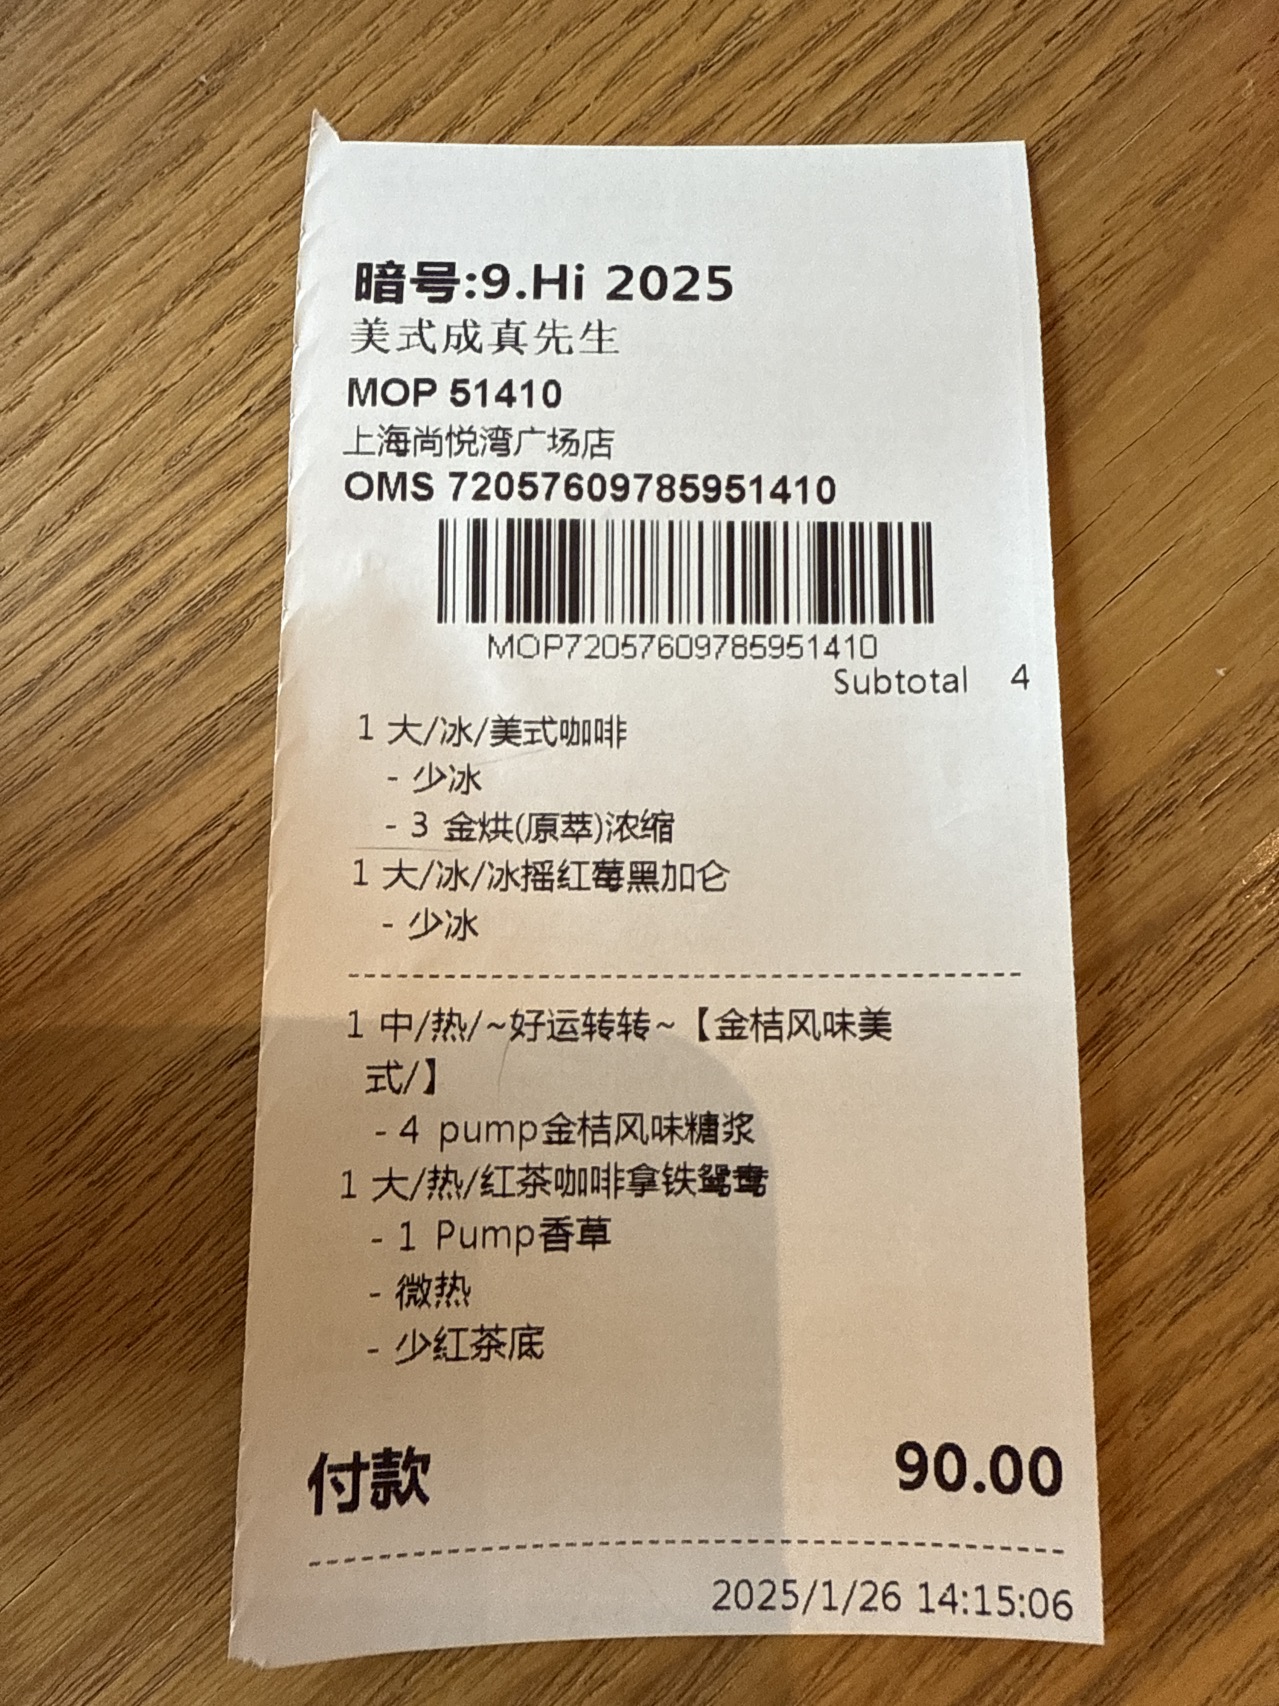 暗号:9.Hi 2025
美式成真先生
MOP 51410
上海尚悦湾广场店
OMS 72057609785951410
MOP72057609785951410
Subtotal 4
1 大/冰/美式咖啡
- 少冰
- 3 金烘(原萃)浓缩
1 大/冰/冰摇红莓黑加仑
- 少冰
1 中/热/~好运转转~【金桔风味美
式/】
- 4 pump金桔风味糖浆
1 大/热/红茶咖啡拿铁鸳鸯
- 1 Pump香草
- 微热
- 少红茶底
付款 90.00
2025/1/26 14:15:06